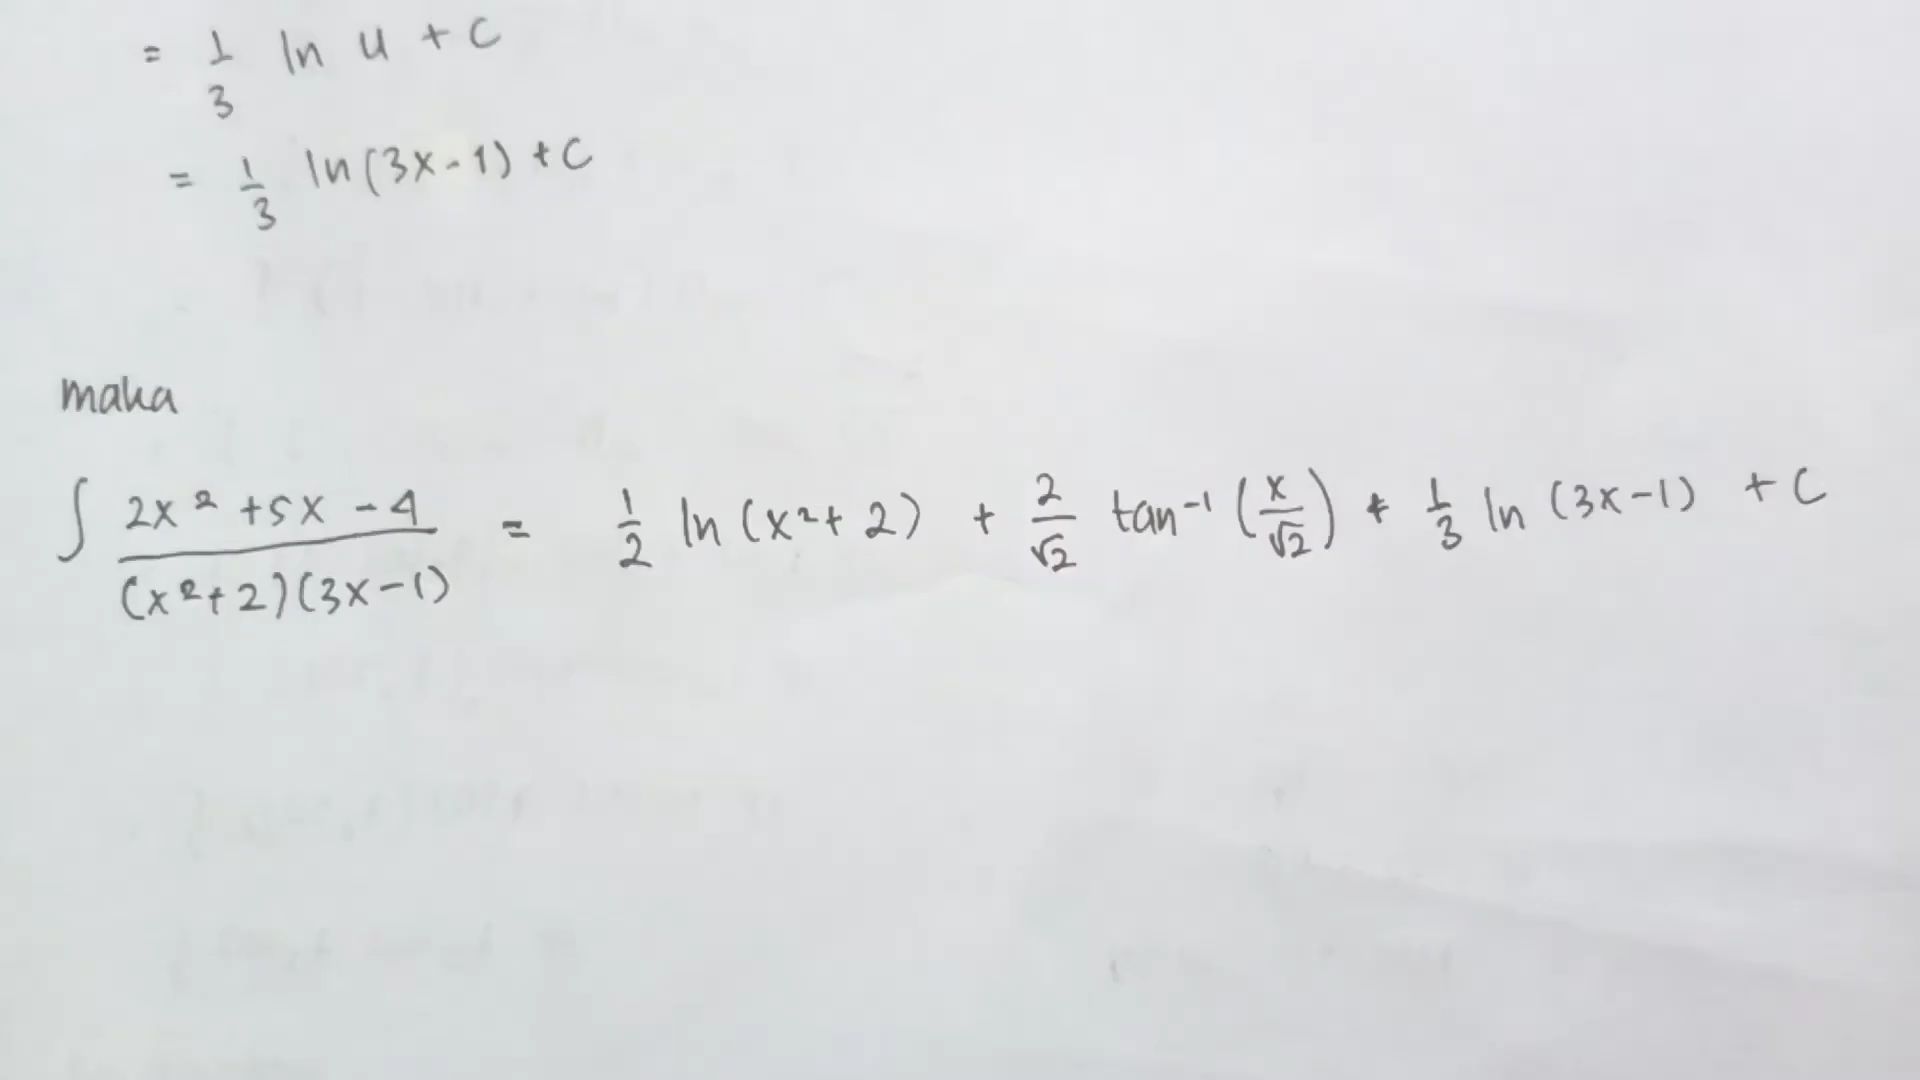 = 1/3 ln u + c
= 1/3 ln(3x-1) + c
maka
∫ (2x² + 5x - 4)/((x²+2)(3x-1)) = 1/2 ln (x²+2) + 2/√2 tan⁻¹ (x/√2) + 1/3 ln (3x-1) + c